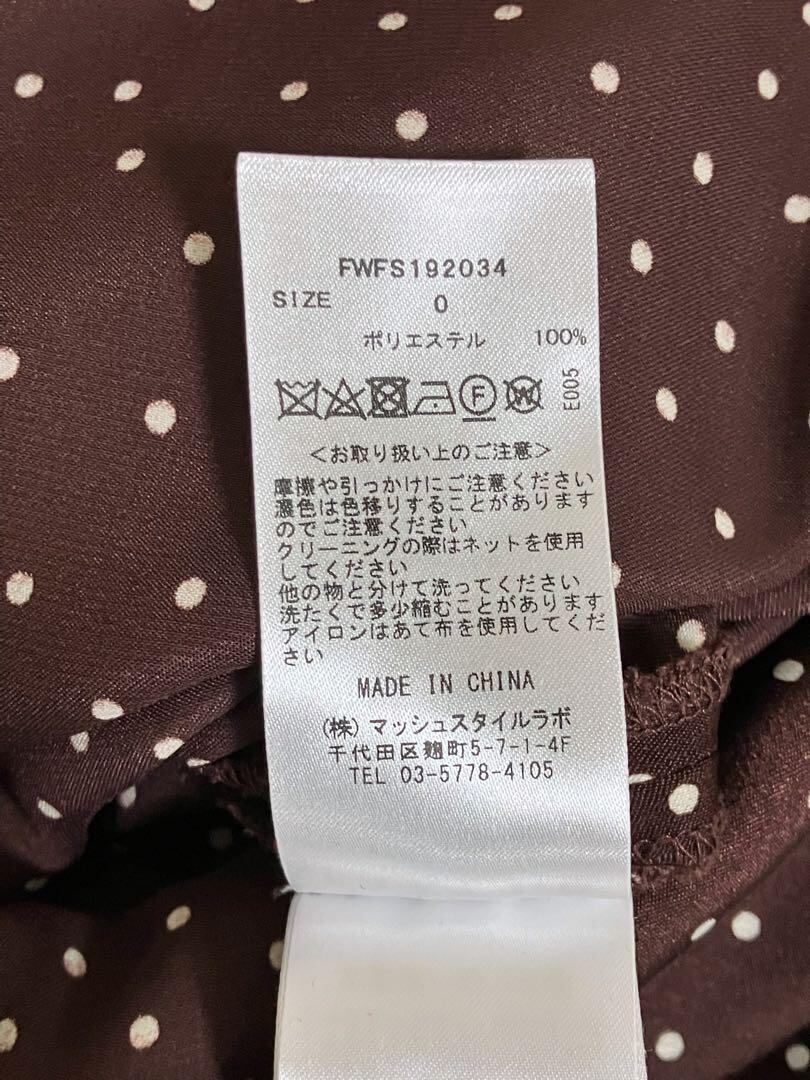 FWFS192034
SIZE 0
ポリエステル 100%
F W E005
<お取り扱い上のご注意>
摩擦や引っかけにご注意ください
濃色は色移りすることがあります
のでご注意ください
クリーニングの際はネットを使用
してください
他の物と分けて洗ってください
洗たくで多少縮むことがあります
アイロンはあて布を使用してくだ
さい
MADE IN CHINA
(株)マッシュスタイルラボ
千代田区麹町5-7-1-4F
TEL 03-5778-4105